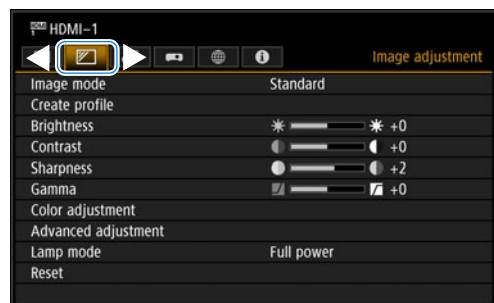 HDMI-1
Image adjustment
Image mode Standard
Create profile
Brightness +0
Contrast +0
Sharpness +2
Gamma +0
Color adjustment
Advanced adjustment
Lamp mode Full power
Reset